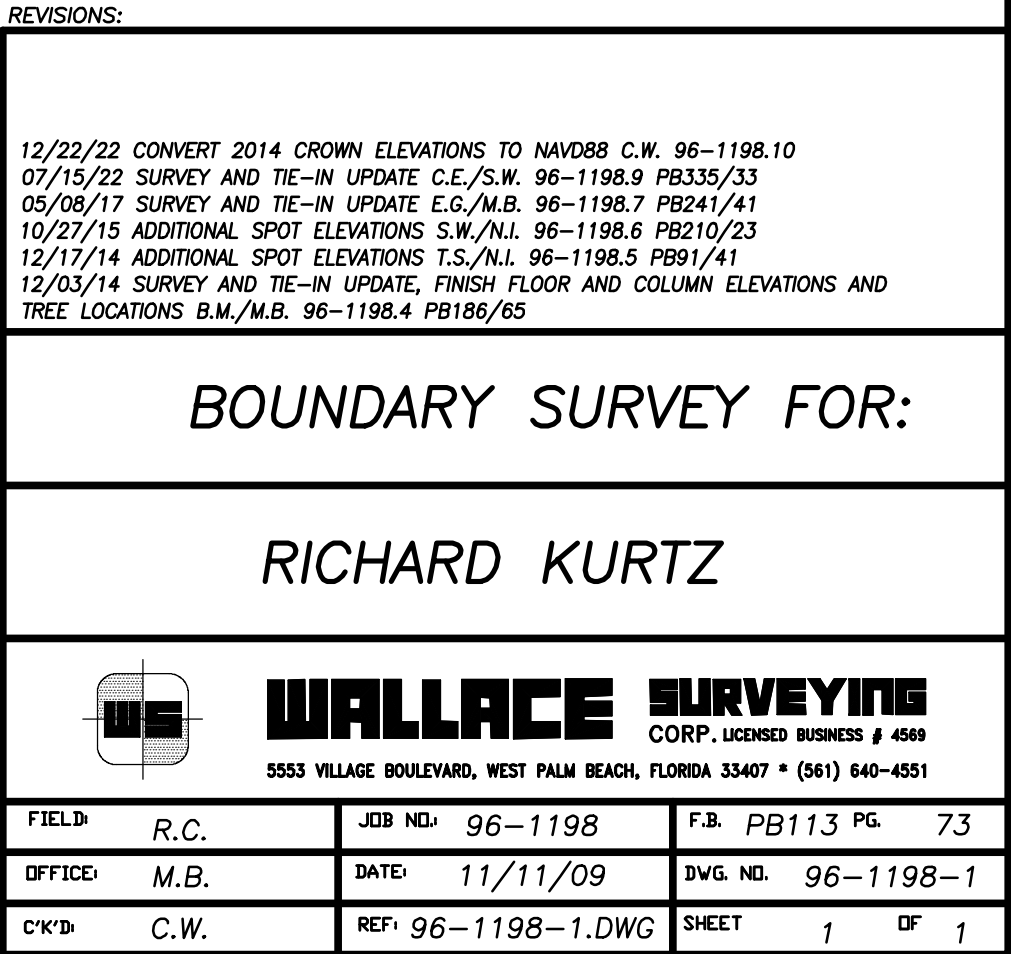 REVISIONS:
12/22/22 CONVERT 2014 CROWN ELEVATIONS TO NAVD88 C.W. 96-1198.10
07/15/22 SURVEY AND TIE-IN UPDATE C.E./S.W. 96-1198.9 PB335/33
05/08/17 SURVEY AND TIE-IN UPDATE E.G./M.B. 96-1198.7 PB241/41
10/27/15 ADDITIONAL SPOT ELEVATIONS S.W./N.I. 96-1198.6 PB210/23
12/17/14 ADDITIONAL SPOT ELEVATIONS T.S./N.I. 96-1198.5 PB91/41
12/03/14 SURVEY AND TIE-IN UPDATE, FINISH FLOOR AND COLUMN ELEVATIONS AND
TREE LOCATIONS B.M./M.B. 96-1198.4 PB186/65
BOUNDARY SURVEY FOR:
RICHARD KURTZ
WS
WALLACE SURVEYING
CORP. LICENSED BUSINESS # 4569
5553 VILLAGE BOULEVARD, WEST PALM BEACH, FLORIDA 33407 * (561) 640-4551
FIELD: R.C. JOB NO.: 96-1198 F.B. PB113 PG. 73
OFFICE: M.B. DATE: 11/11/09 DWG. NO. 96-1198-1
C'K'D: C.W. REF: 96-1198-1.DWG SHEET 1 OF 1